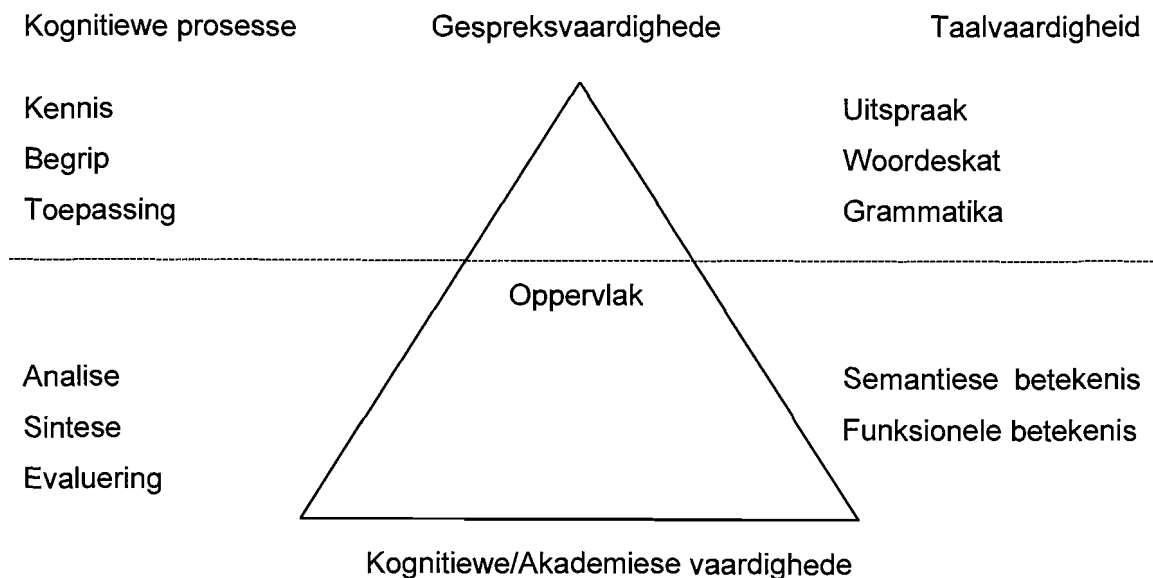 Kognitiewe prosesse Gespreksvaardighede Taalvaardigheid
Kennis Uitspraak
Begrip Woordeskat
Toepassing Grammatika
Oppervlak
Analise Semantiese betekenis
Sintese Funksionele betekenis
Evaluering
Kognitiewe/Akademiese vaardighede